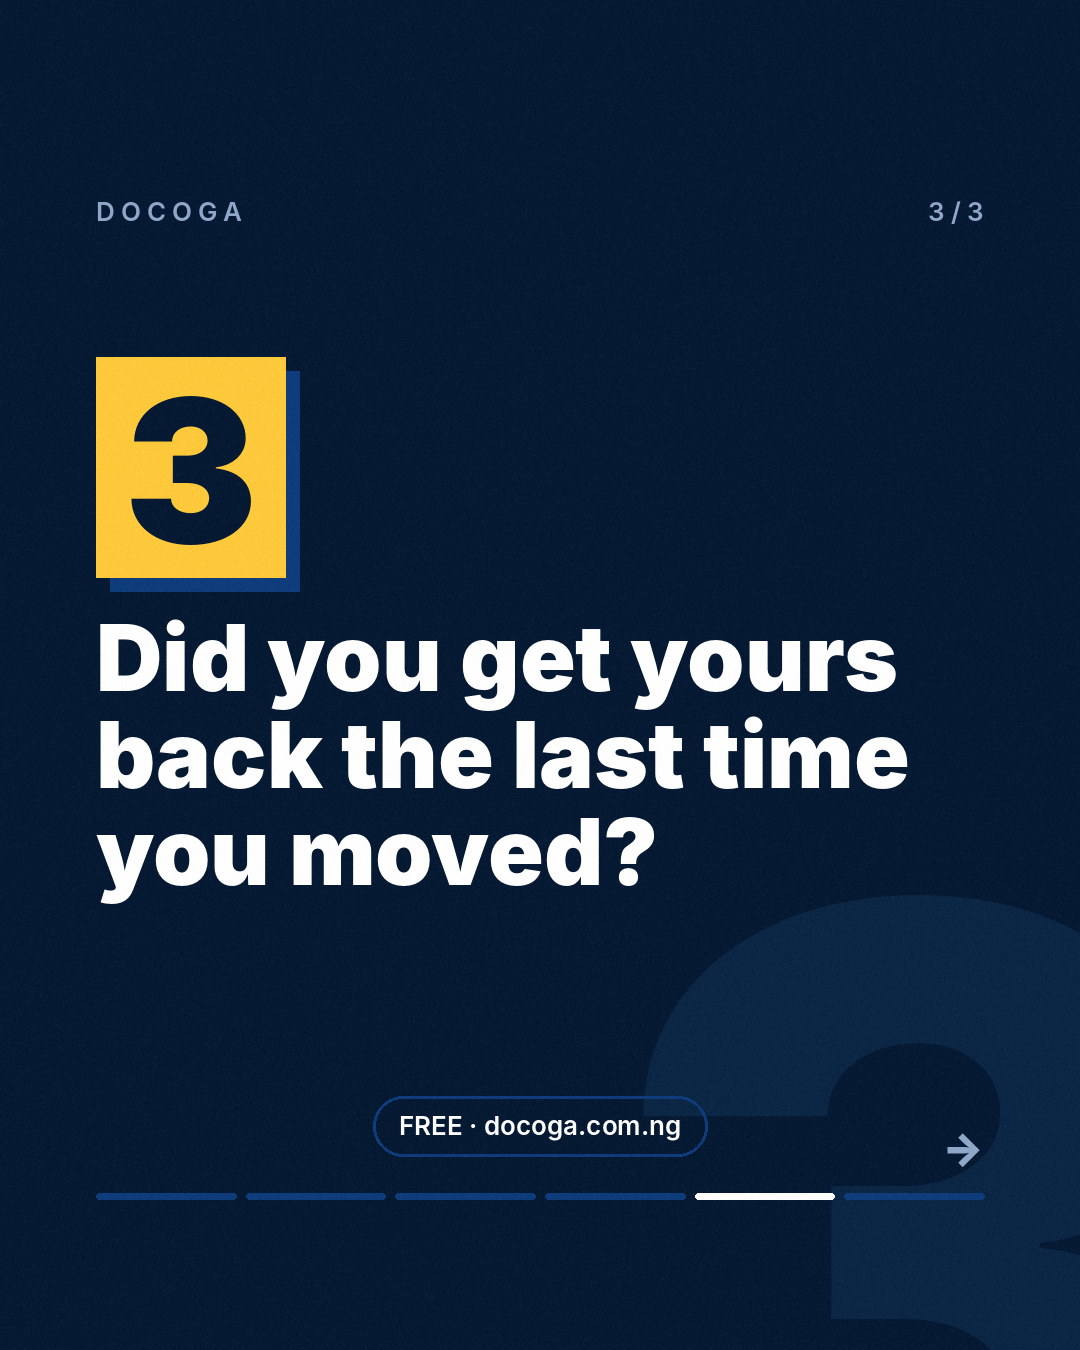 DOCOGA
3/3
3
Did you get yours
back the last time
you moved?
FREE · docoga.com.ng